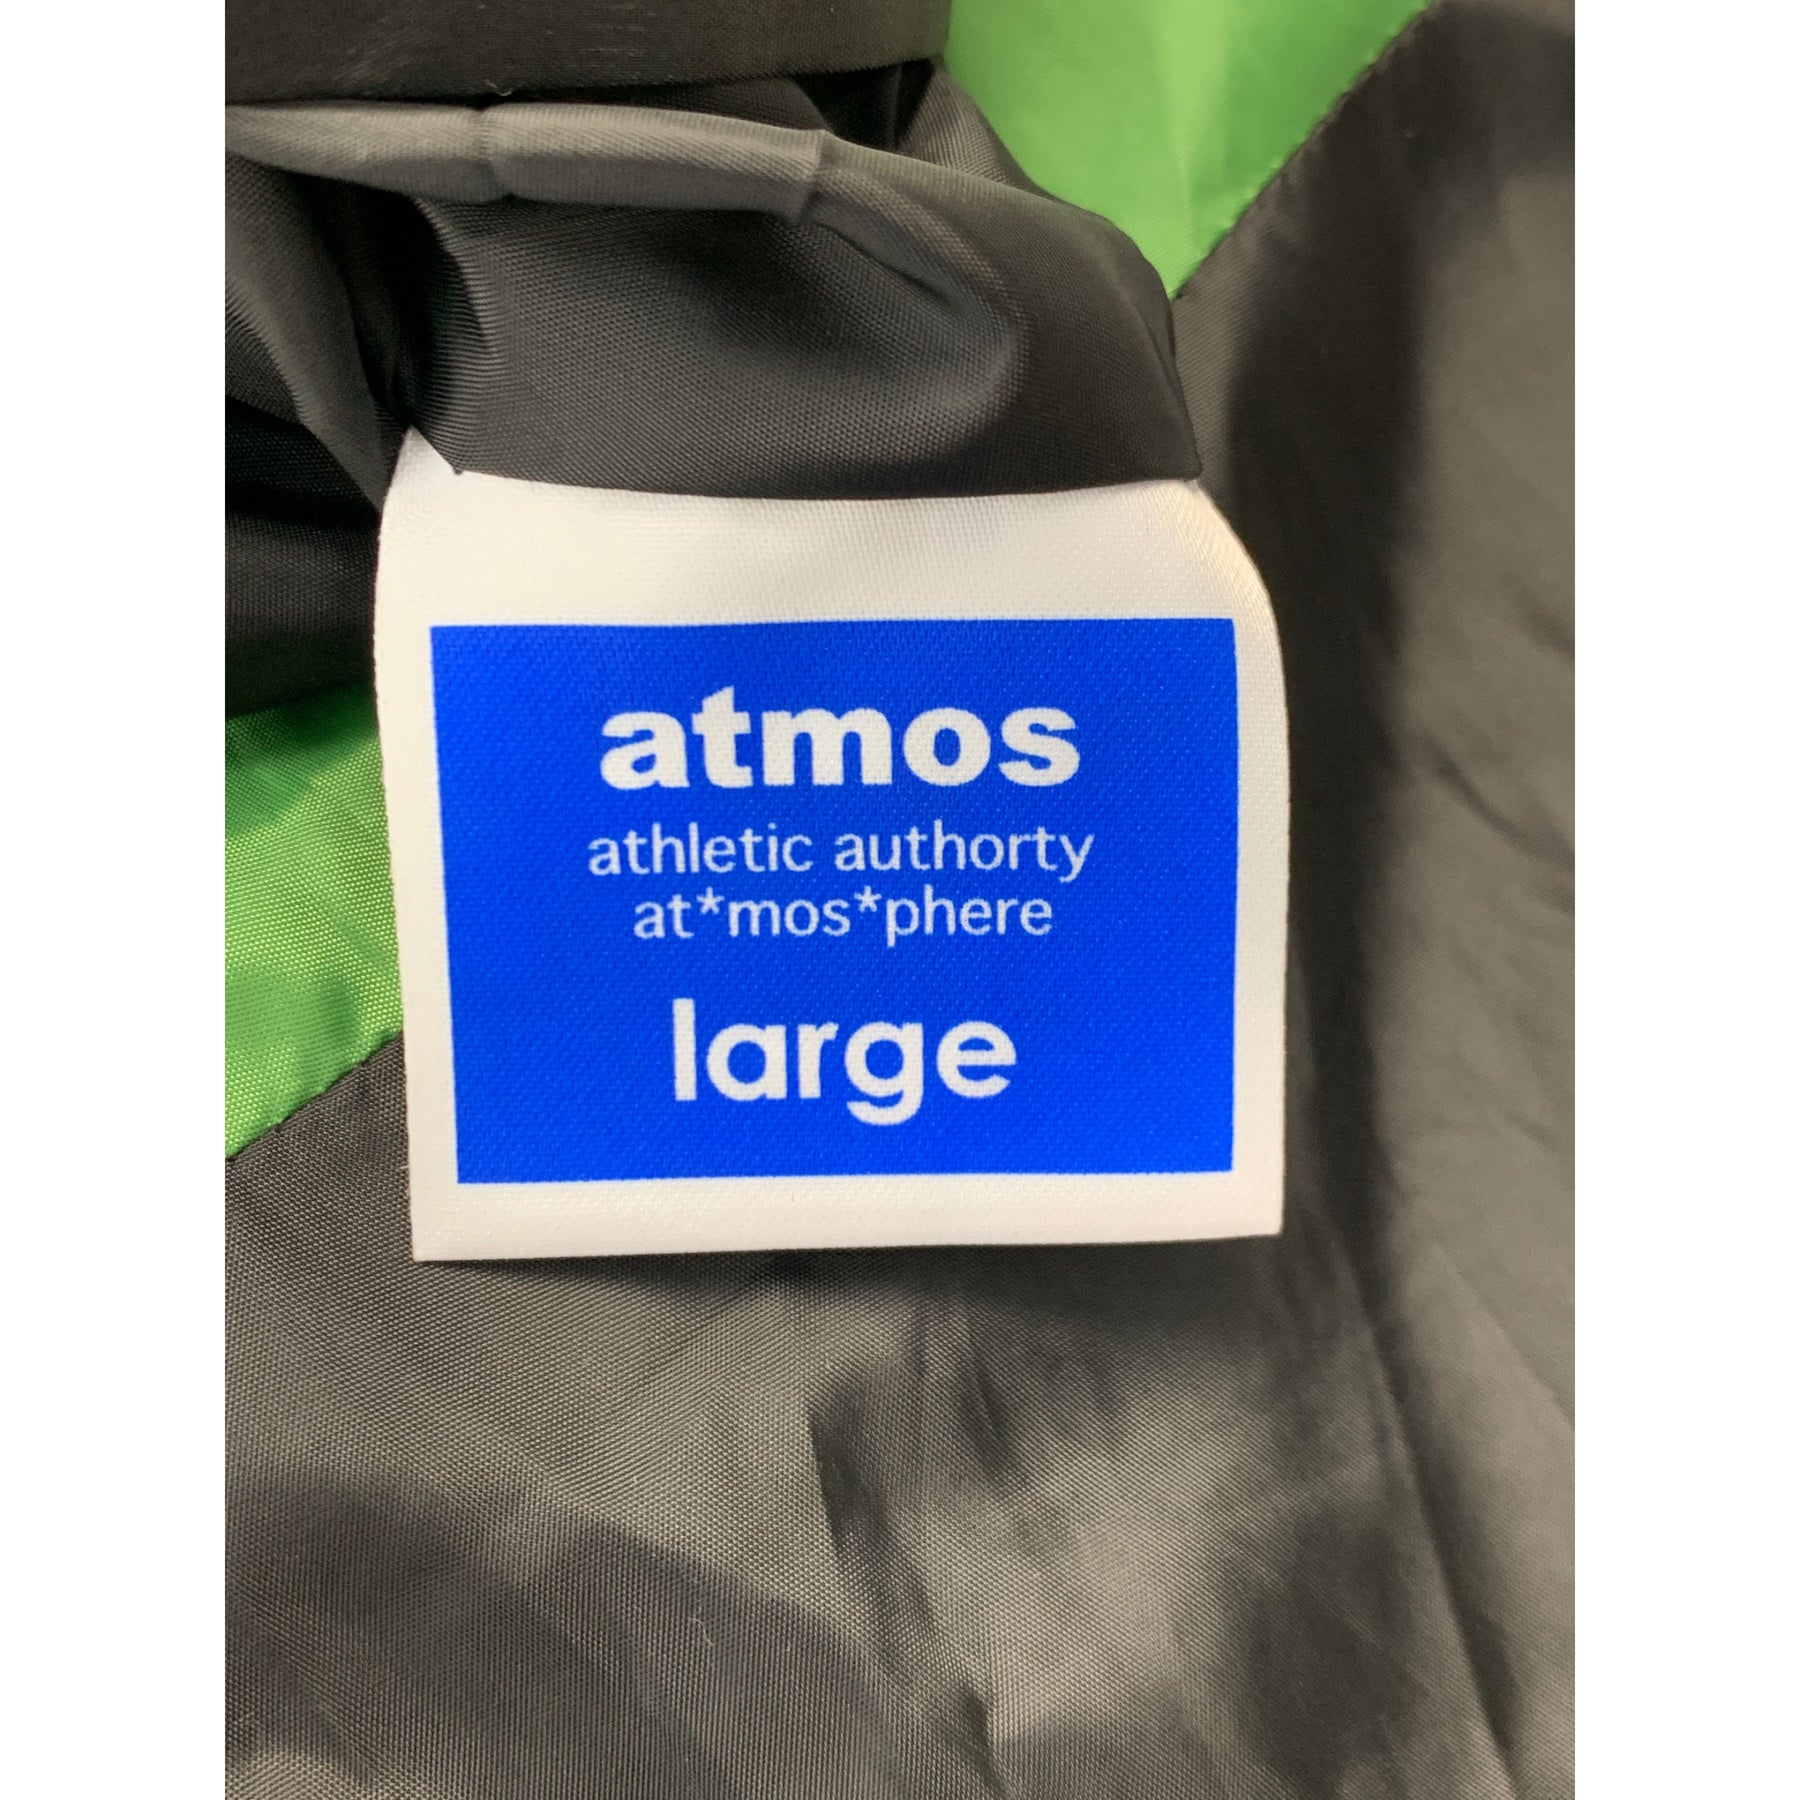 atmos
athletic authorty
at*mos*phere
large